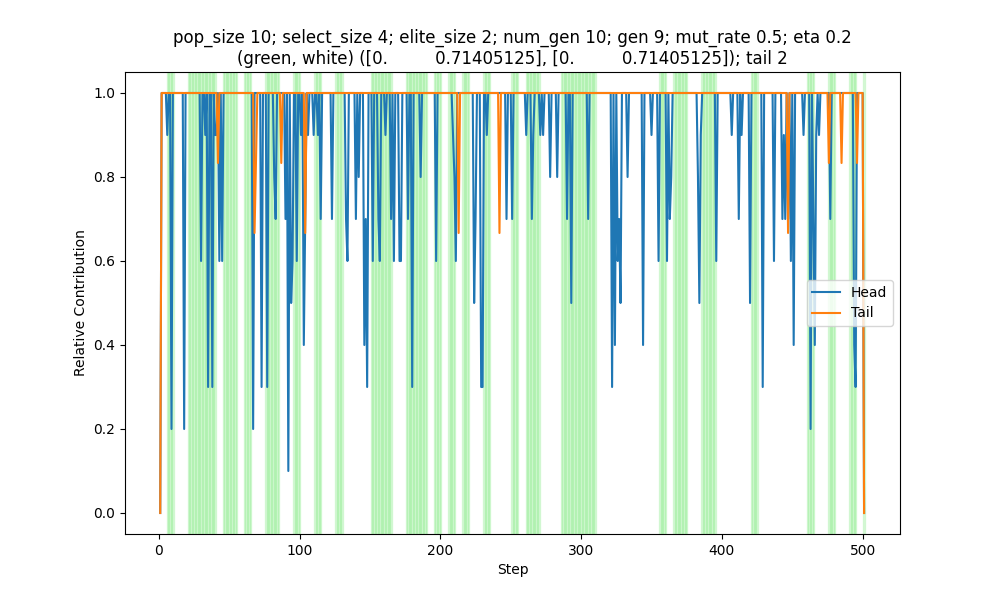 pop_size 10; select_size 4; elite_size 2; num_gen 10; gen 9; mut_rate 0.5; eta 0.2
(green, white) ([0.         0.71405125], [0.         0.71405125]); tail 2
1.0
0.8
0.6
0.4
0.2
0.0
Relative Contribution
Head
Tail
0
100
200
300
400
500
Step